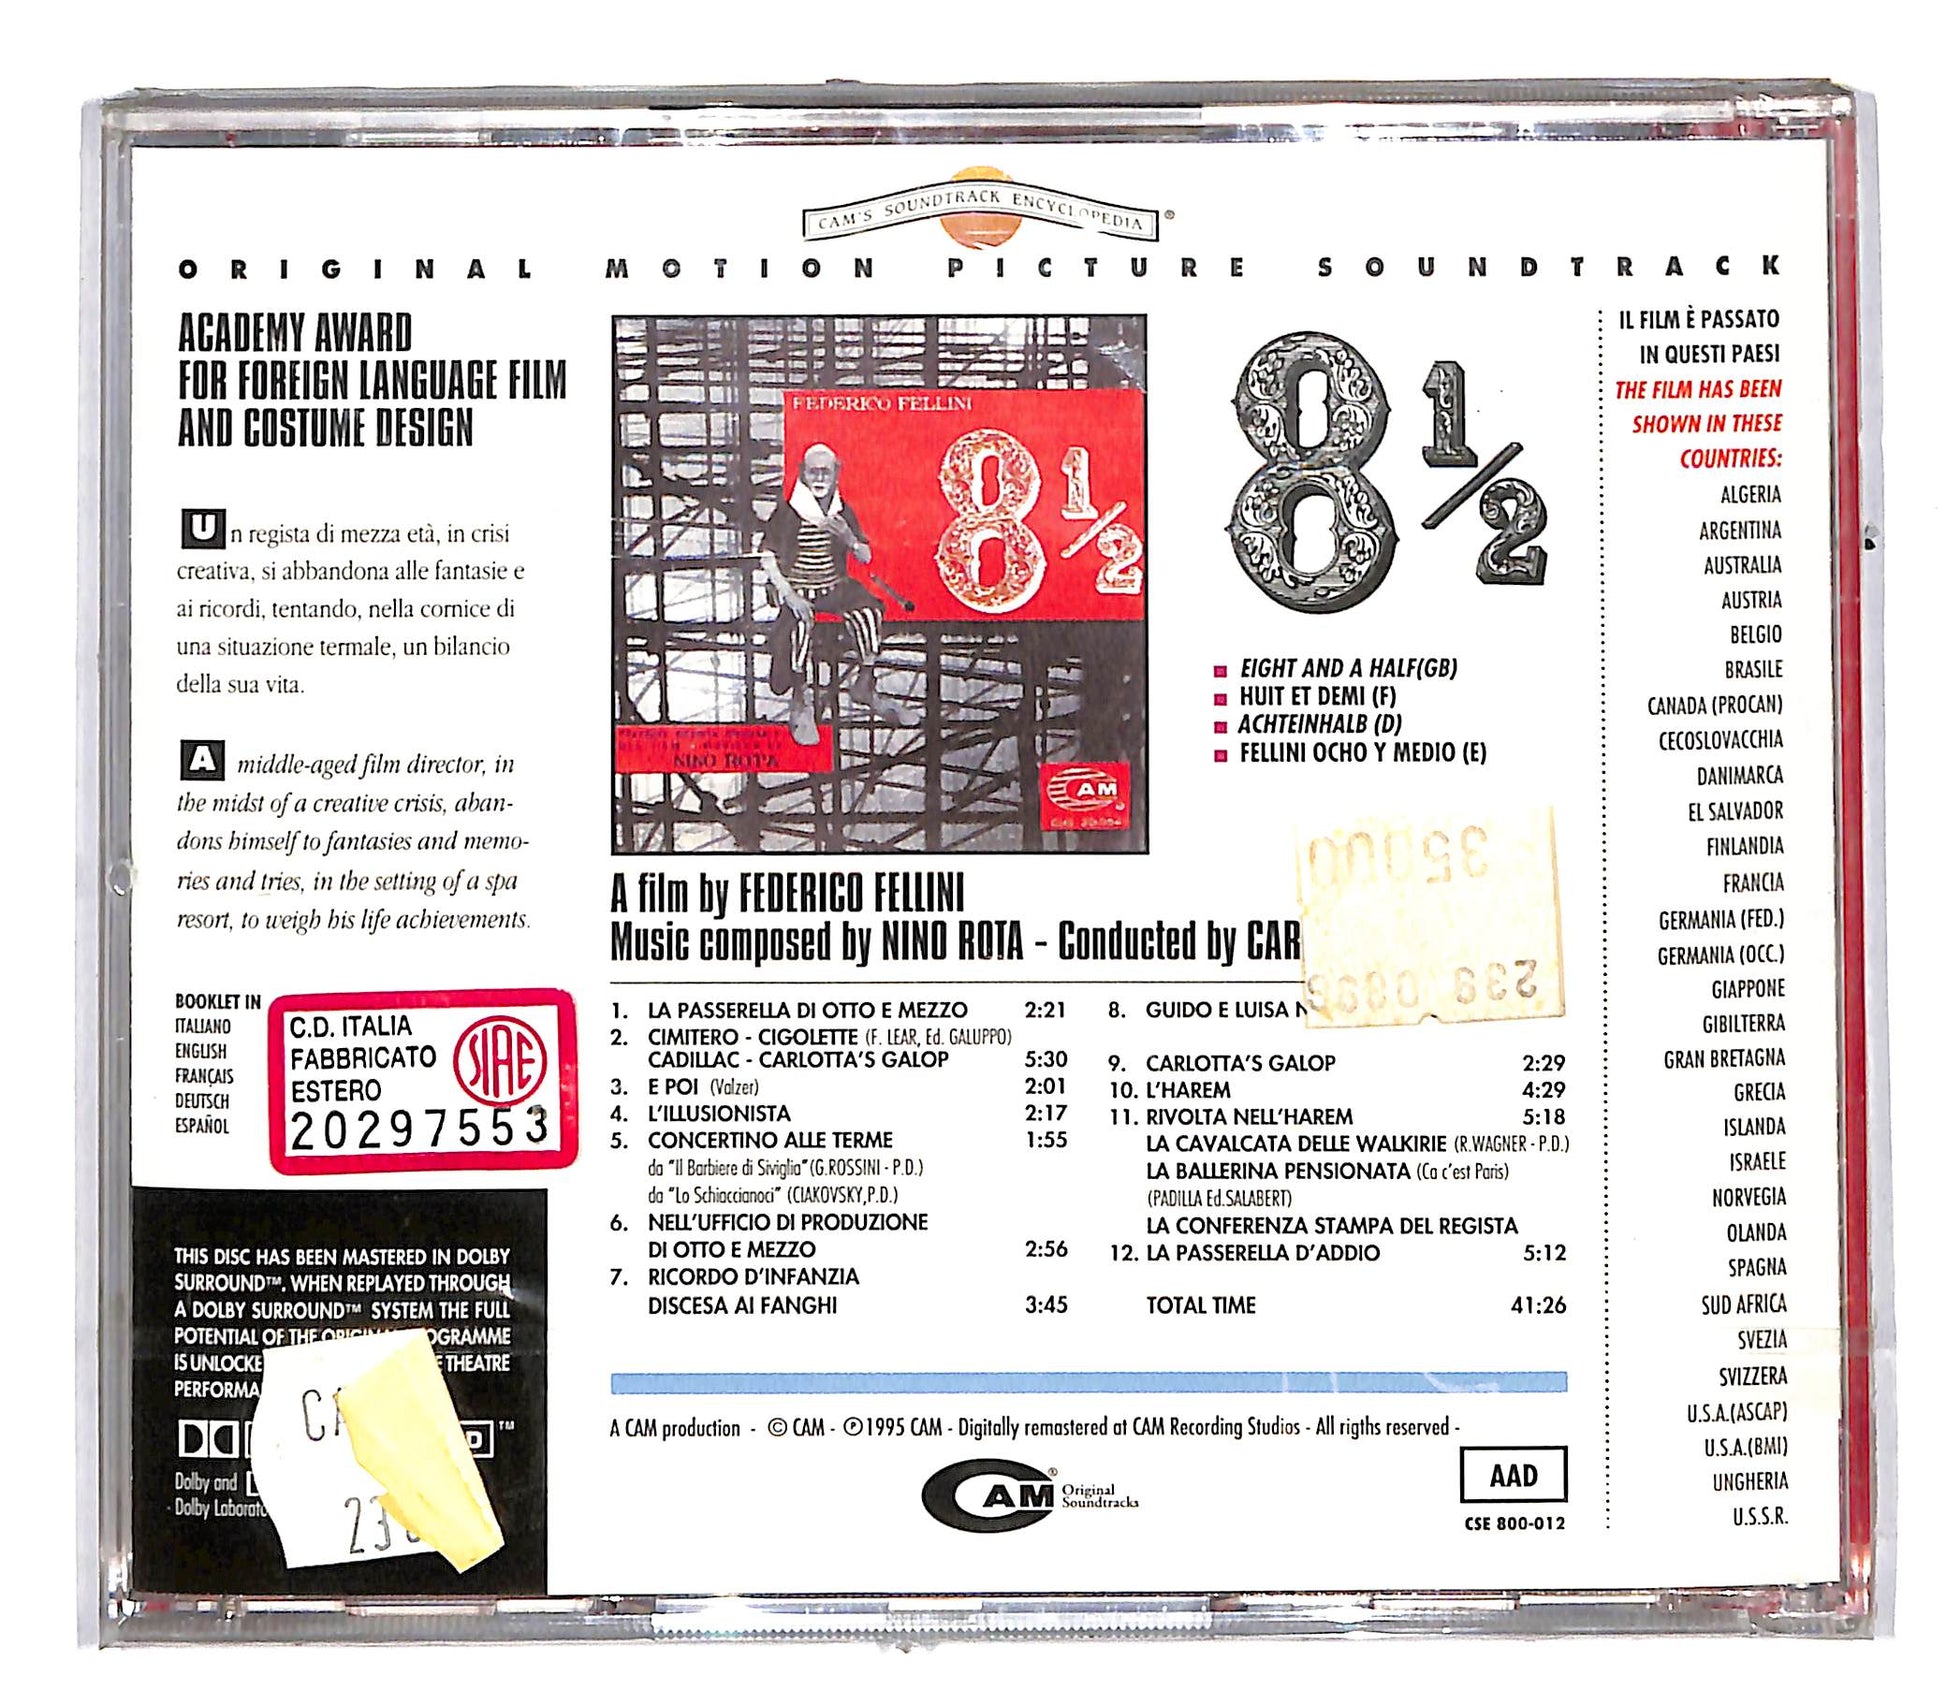 CAM'S SOUNDTRACK ENCYCLOPEDIA ®
ORIGINAL MOTION PICTURE SOUNDTRACK
ACADEMY AWARD
FOR FOREIGN LANGUAGE FILM
AND COSTUME DESIGN
Un regista di mezza età, in crisi
creativa, si abbandona alle fantasie e
ai ricordi, tentando, nella cornice di
una situazione termale, un bilancio
della sua vita.
A middle-aged film director, in
the midst of a creative crisis, aban-
dons himself to fantasies and memo-
ries and tries, in the setting of a spa
resort, to weigh his life achievements.
BOOKLET IN
ITALIANO
ENGLISH
FRANÇAIS
DEUTSCH
ESPAÑOL
C.D. ITALIA
FABBRICATO
ESTERO
SIAE
20297553
THIS DISC HAS BEEN MASTERED IN DOLBY
SURROUND™. WHEN REPLAYED THROUGH
A DOLBY SURROUND™ SYSTEM THE FULL
POTENTIAL OF THE
IS UNLOCKE THEATRE
PERFORMA
Dolby and
Dolby Laborato
FEDERICO FELLINI
8 1/2
NINO ROTA
CAM
8 1/2
EIGHT AND A HALF(GB)
HUIT ET DEMI (F)
ACHTEINHALB (D)
FELLINI OCHO Y MEDIO (E)
35000
239 0896
A film by FEDERICO FELLINI
Music composed by NINO ROTA - Conducted by CAR
1. LA PASSERELLA DI OTTO E MEZZO 2:21
2. CIMITERO - CIGOLETTE (F. LEAR, Ed. GALUPPO)
CADILLAC - CARLOTTA'S GALOP 5:30
3. E POI (Valzer) 2:01
4. L'ILLUSIONISTA 2:17
5. CONCERTINO ALLE TERME 1:55
da "Il Barbiere di Siviglia"(G.ROSSINI - P.D.)
da "Lo Schiaccianoci" (CIAKOVSKY,P.D.)
6. NELL'UFFICIO DI PRODUZIONE
DI OTTO E MEZZO 2:56
7. RICORDO D'INFANZIA
DISCESA AI FANGHI 3:45
8. GUIDO E LUISA
9. CARLOTTA'S GALOP 2:29
10. L'HAREM 4:29
11. RIVOLTA NELL'HAREM 5:18
LA CAVALCATA DELLE WALKIRIE (R.WAGNER - P.D.)
LA BALLERINA PENSIONATA (Ca c'est Paris)
(PADILLA Ed.SALABERT)
LA CONFERENZA STAMPA DEL REGISTA
12. LA PASSERELLA D'ADDIO 5:12
TOTAL TIME 41:26
A CAM production - © CAM - ℗1995 CAM - Digitally remastered at CAM Recording Studios - All rigths reserved -
CAM® Original
Soundtracks
AAD
CSE 800-012
IL FILM È PASSATO
IN QUESTI PAESI
THE FILM HAS BEEN
SHOWN IN THESE
COUNTRIES:
ALGERIA
ARGENTINA
AUSTRALIA
AUSTRIA
BELGIO
BRASILE
CANADA (PROCAN)
CECOSLOVACCHIA
DANIMARCA
EL SALVADOR
FINLANDIA
FRANCIA
GERMANIA (FED.)
GERMANIA (OCC.)
GIAPPONE
GIBILTERRA
GRAN BRETAGNA
GRECIA
ISLANDA
ISRAELE
NORVEGIA
OLANDA
SPAGNA
SUD AFRICA
SVEZIA
SVIZZERA
U.S.A.(ASCAP)
U.S.A.(BMI)
UNGHERIA
U.S.S.R.